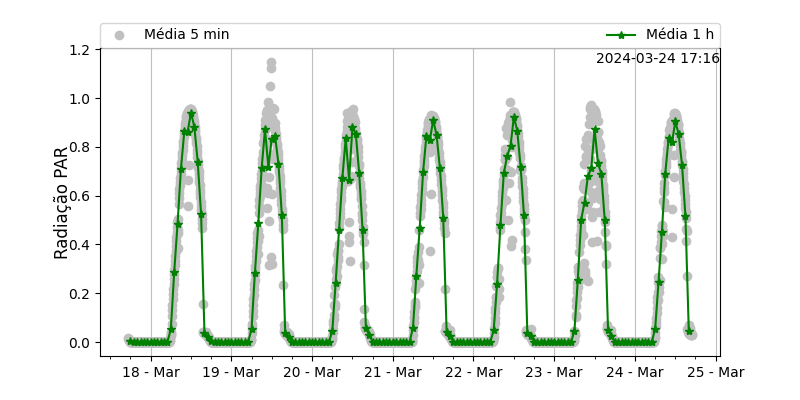 Média 5 min
Média 1 h
2024-03-24 17:16
Radiação PAR
1.2
1.0
0.8
0.6
0.4
0.2
0.0
18 - Mar
19 - Mar
20 - Mar
21 - Mar
22 - Mar
23 - Mar
24 - Mar
25 - Mar